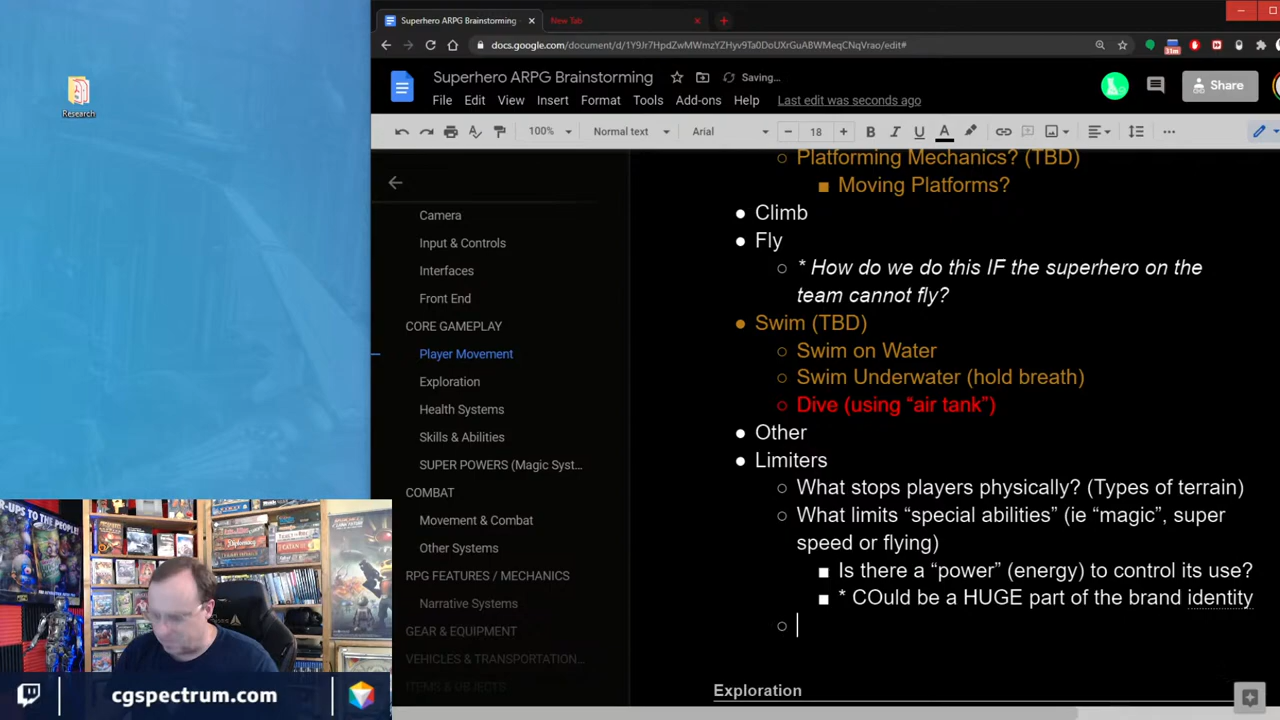 Superhero ARPG Brainstorming
New Tab
docs.google.com/document/d/1Y9Jr7HpdZwMWmzYZHyv9Ta0DoUXrGuABWMeqCNqVrao/edit#
31m
Research
Superhero ARPG Brainstorming
Saving…
File Edit View Insert Format Tools Add-ons Help Last edit was seconds ago
Share
100% Normal text Arial 18 B I U A
Camera
Input & Controls
Interfaces
Front End
CORE GAMEPLAY
Player Movement
Exploration
Health Systems
Skills & Abilities
SUPER POWERS (Magic Syst...
COMBAT
Movement & Combat
Other Systems
RPG FEATURES / MECHANICS
Narrative Systems
GEAR & EQUIPMENT
VEHICLES & TRANSPORTATION...
ITEMS & OBJECTS
Platforming Mechanics? (TBD)
Moving Platforms?
Climb
Fly
* How do we do this IF the superhero on the
team cannot fly?
Swim (TBD)
Swim on Water
Swim Underwater (hold breath)
Dive (using “air tank”)
Other
Limiters
What stops players physically? (Types of terrain)
What limits “special abilities” (ie “magic”, super
speed or flying)
Is there a “power” (energy) to control its use?
* COuld be a HUGE part of the brand identity
Exploration
cgspectrum.com